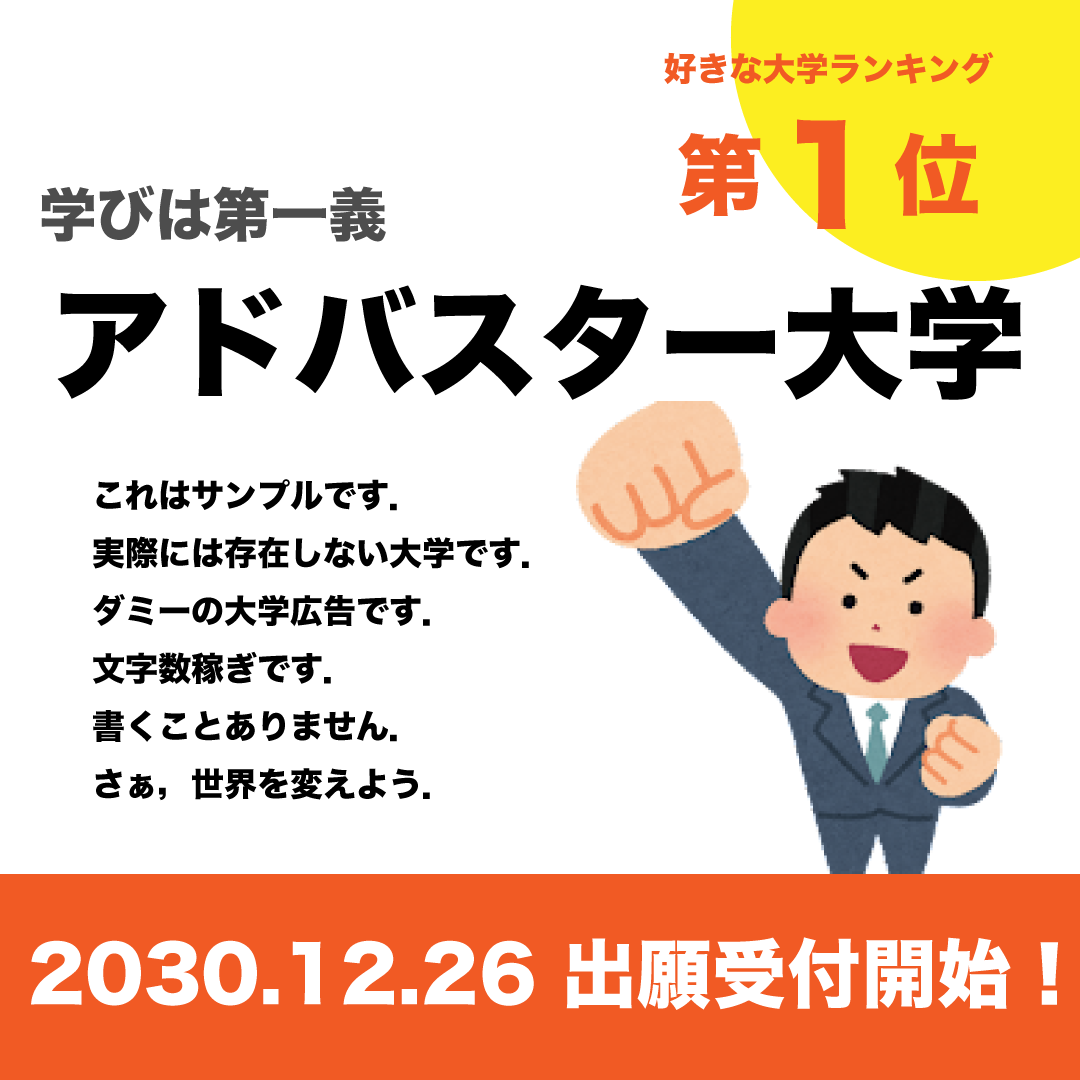 好きな大学ランキング
第1位
学びは第一義
アドバスター大学
これはサンプルです．
実際には存在しない大学です．
ダミーの大学広告です．
文字数稼ぎです．
書くことありません．
さぁ，世界を変えよう．
2030.12.26 出願受付開始！